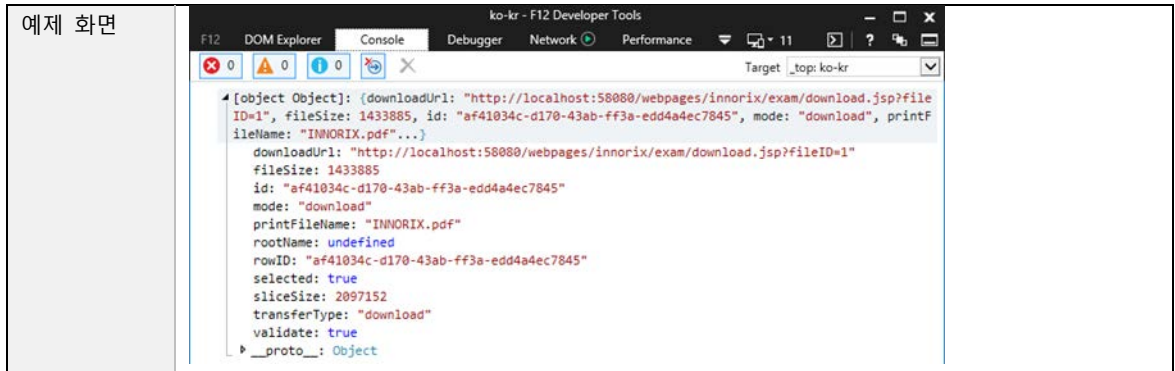 예제 화면
ko-kr - F12 Developer Tools
F12 DOM Explorer Console Debugger Network Performance 11 ?
0 0 0 Target _top: ko-kr
[object Object]: {downloadUrl: "http://localhost:58080/webpages/innorix/exam/download.jsp?file
ID=1", fileSize: 1433885, id: "af41034c-d170-43ab-ff3a-edd4a4ec7845", mode: "download", printF
ileName: "INNORIX.pdf"...}
downloadUrl: "http://localhost:58080/webpages/innorix/exam/download.jsp?fileID=1"
fileSize: 1433885
id: "af41034c-d170-43ab-ff3a-edd4a4ec7845"
mode: "download"
printFileName: "INNORIX.pdf"
rootName: undefined
rowID: "af41034c-d170-43ab-ff3a-edd4a4ec7845"
selected: true
sliceSize: 2097152
transferType: "download"
validate: true
__proto__: Object